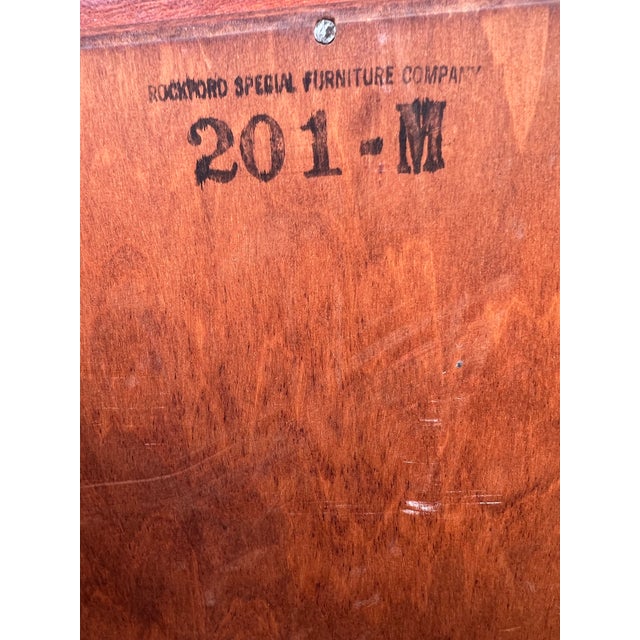 ROCKFORD SPECIAL FURNITURE COMPANY
201-M